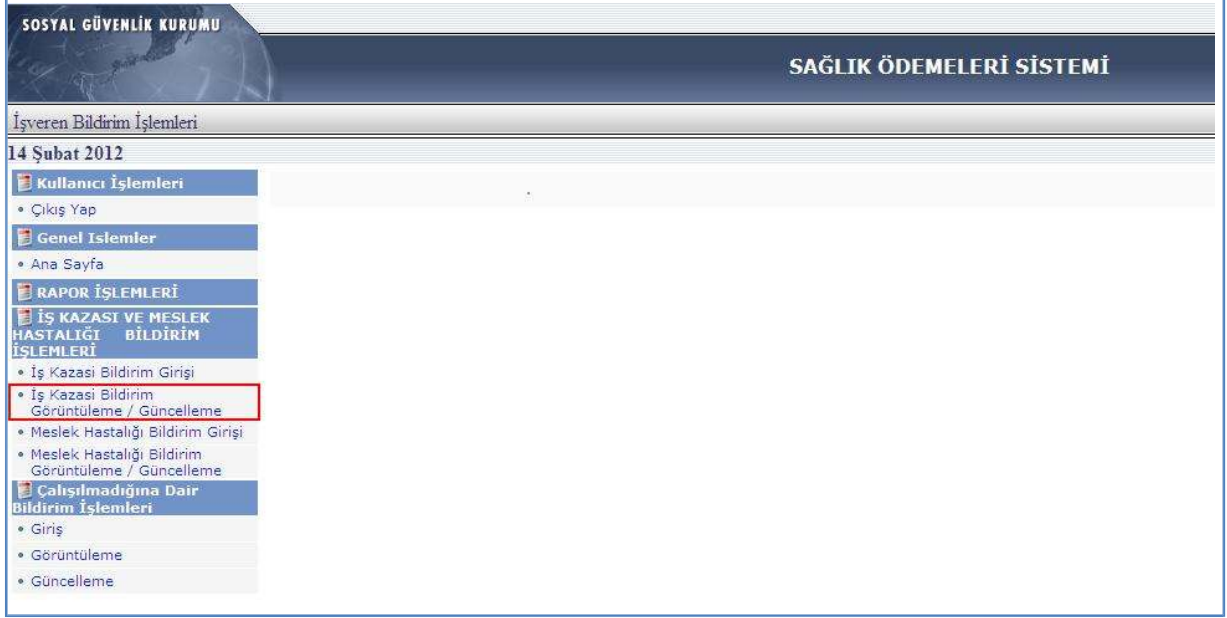 SOSYAL GÜVENLİK KURUMU
SAĞLIK ÖDEMELERİ SİSTEMİ
İşveren Bildirim İşlemleri
14 Şubat 2012
Kullanıcı İşlemleri
• Çıkış Yap
Genel Islemler
• Ana Sayfa
RAPOR İŞLEMLERİ
İŞ KAZASI VE MESLEK
HASTALIĞI BİLDİRİM
İŞLEMLERİ
• İş Kazasi Bildirim Girişi
• İş Kazasi Bildirim
Görüntüleme / Güncelleme
• Meslek Hastalığı Bildirim Girişi
• Meslek Hastalığı Bildirim
Görüntüleme / Güncelleme
Çalışılmadığına Dair
Bildirim İşlemleri
• Giriş
• Görüntüleme
• Güncelleme